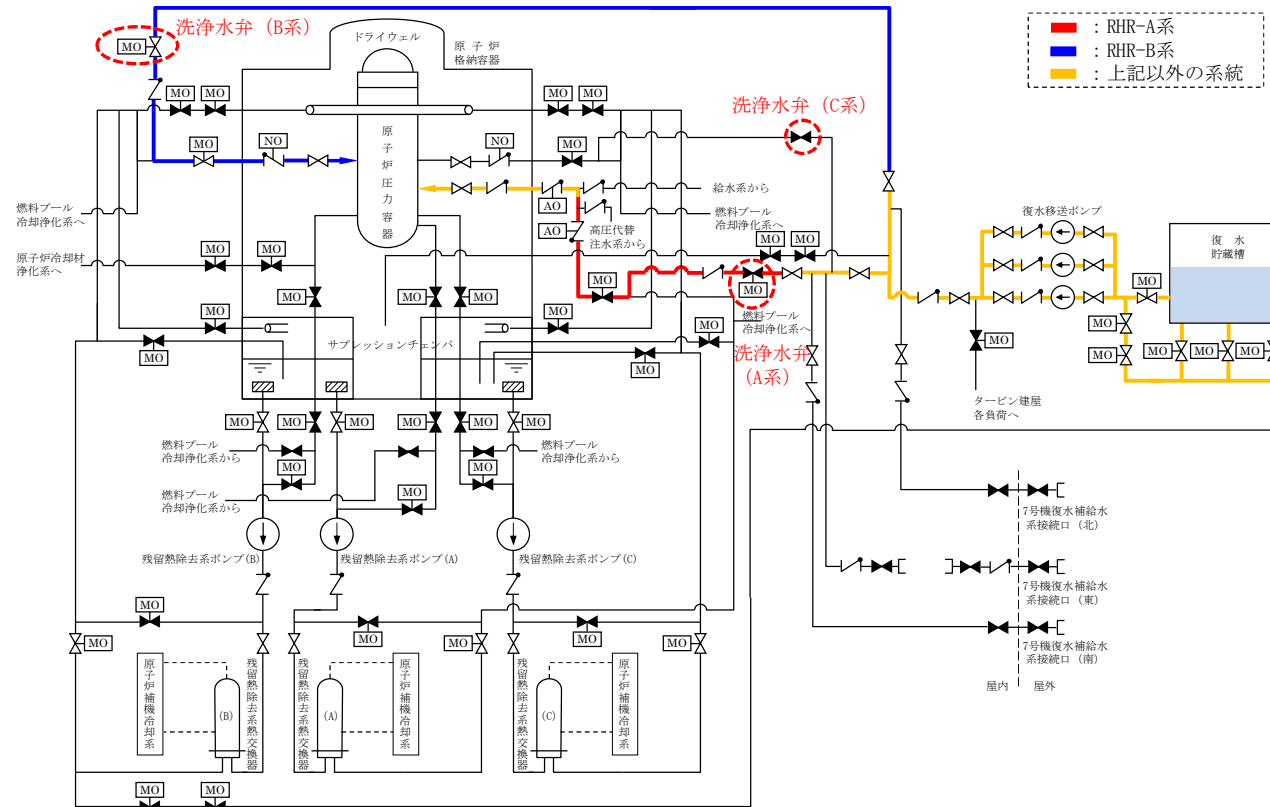 洗浄水弁 (B系)
MO
ドライウェル
原 子 炉
格納容器
: RHR-A系
: RHR-B系
: 上記以外の系統
MO
MO
MO
MO
洗浄水弁 (C系)
MO
NO
原子炉圧力容器
NO
MO
給水系から
AO
燃料プール
冷却浄化系へ
高圧代替
注水系から
AO
燃料プール
冷却浄化系へ
復水移送ポンプ
復 水
貯蔵槽
原子炉冷却材
浄化系へ
MO
MO
MO
MO
MO
MO
MO
MO
MO
MO
MO
燃料プール
冷却浄化系へ
MO
MO
MO
MO
サプレッションチェンバ
MO
MO
MO
洗浄水弁
(A系)
MO
MO
MO
MO
MO
タービン建屋
各負荷へ
MO
MO
MO
MO
MO
MO
燃料プール
冷却浄化系から
MO
MO
燃料プール
冷却浄化系から
燃料プール
冷却浄化系から
MO
7号機復水補給水
系接続口 (北)
残留熱除去系ポンプ(B)
残留熱除去系ポンプ(A)
残留熱除去系ポンプ(C)
7号機復水補給水
系接続口 (東)
MO
MO
MO
MO
MO
MO
7号機復水補給水
系接続口 (南)
屋内
屋外
原子炉補機冷却系
(B)
残留熱除去系熱交換器
残留熱除去系熱交換器
(A)
原子炉補機冷却系
残留熱除去系熱交換器
(C)
原子炉補機冷却系
MO
MO